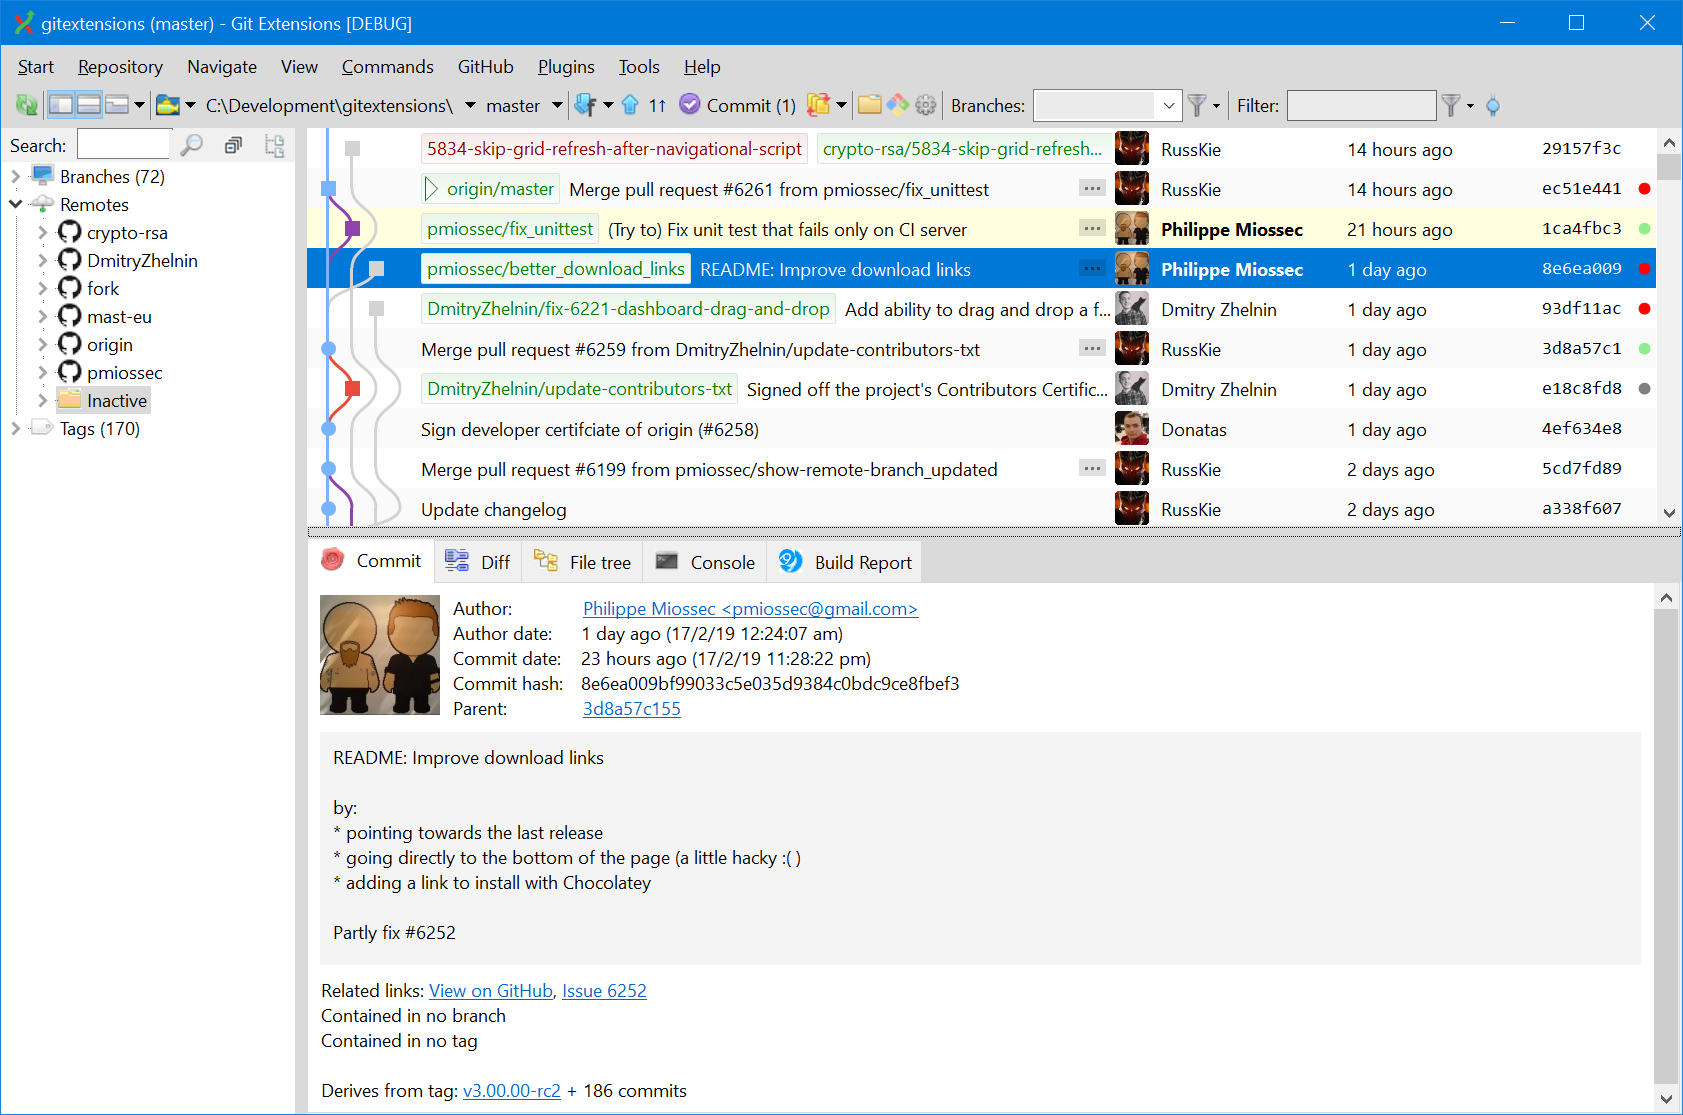 gitextensions (master) - Git Extensions [DEBUG]
Start Repository Navigate View Commands GitHub Plugins Tools Help
C:\Development\gitextensions\ master 1↑ Commit (1) Branches: Filter:
Search:
Branches (72)
Remotes
crypto-rsa
DmitryZhelnin
fork
mast-eu
origin
pmiossec
Inactive
Tags (170)
5834-skip-grid-refresh-after-navigational-script crypto-rsa/5834-skip-grid-refresh... RussKie 14 hours ago 29157f3c
origin/master Merge pull request #6261 from pmiossec/fix_unittest ... RussKie 14 hours ago ec51e441
pmiossec/fix_unittest (Try to) Fix unit test that fails only on CI server ... Philippe Miossec 21 hours ago 1ca4fbc3
pmiossec/better_download_links README: Improve download links ... Philippe Miossec 1 day ago 8e6ea009
DmitryZhelnin/fix-6221-dashboard-drag-and-drop Add ability to drag and drop a f... Dmitry Zhelnin 1 day ago 93df11ac
Merge pull request #6259 from DmitryZhelnin/update-contributors-txt ... RussKie 1 day ago 3d8a57c1
DmitryZhelnin/update-contributors-txt Signed off the project's Contributors Certific... Dmitry Zhelnin 1 day ago e18c8fd8
Sign developer certifciate of origin (#6258) Donatas 1 day ago 4ef634e8
Merge pull request #6199 from pmiossec/show-remote-branch_updated ... RussKie 2 days ago 5cd7fd89
Update changelog RussKie 2 days ago a338f607
Commit Diff File tree Console Build Report
Author: Philippe Miossec <pmiossec@gmail.com>
Author date: 1 day ago (17/2/19 12:24:07 am)
Commit date: 23 hours ago (17/2/19 11:28:22 pm)
Commit hash: 8e6ea009bf99033c5e035d9384c0bdc9ce8fbef3
Parent: 3d8a57c155
README: Improve download links
by:
* pointing towards the last release
* going directly to the bottom of the page (a little hacky :( )
* adding a link to install with Chocolatey
Partly fix #6252
Related links: View on GitHub, Issue 6252
Contained in no branch
Contained in no tag
Derives from tag: v3.00.00-rc2 + 186 commits